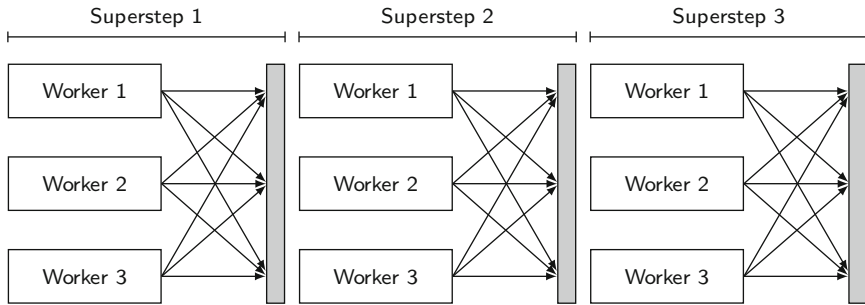 Superstep 1 Superstep 2 Superstep 3
Worker 1 Worker 1 Worker 1
Worker 2 Worker 2 Worker 2
Worker 3 Worker 3 Worker 3